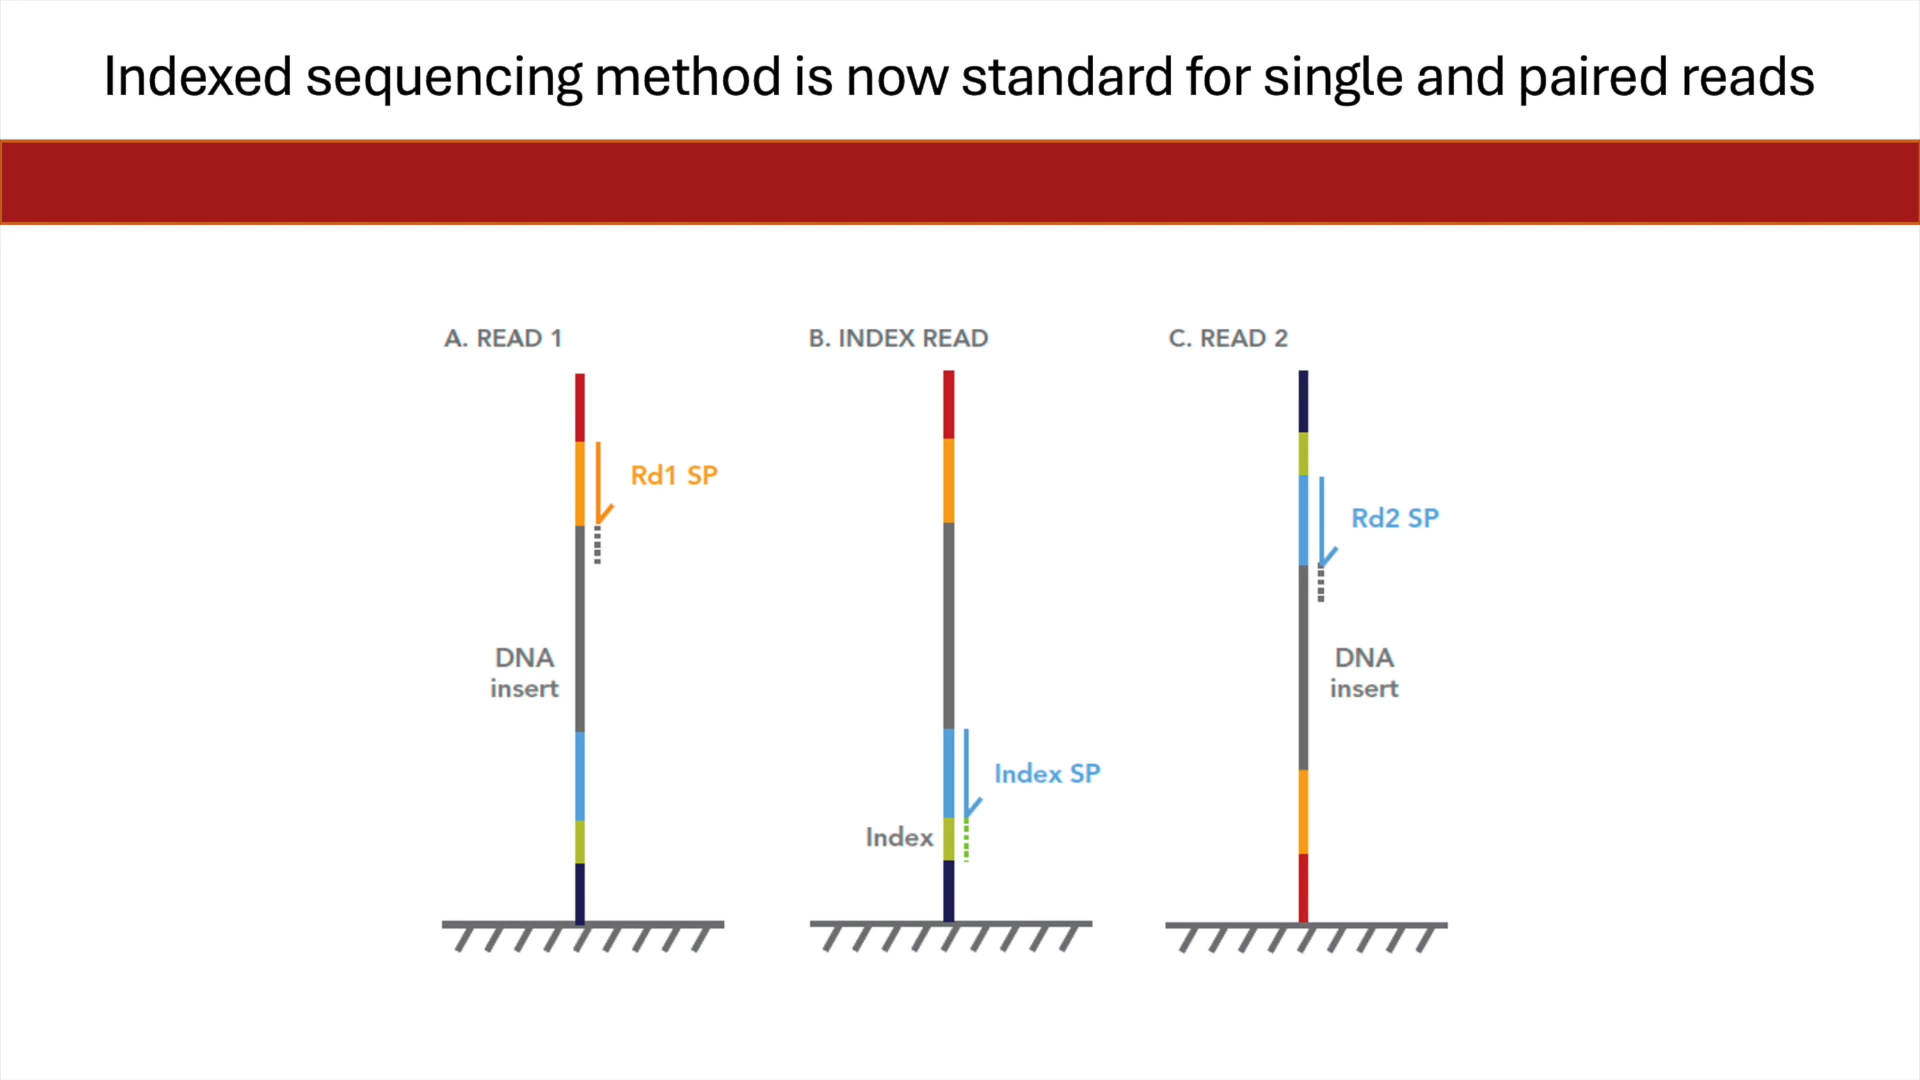 Indexed sequencing method is now standard for single and paired reads
A. READ 1
Rd1 SP
DNA
insert
B. INDEX READ
Index SP
Index
C. READ 2
Rd2 SP
DNA
insert